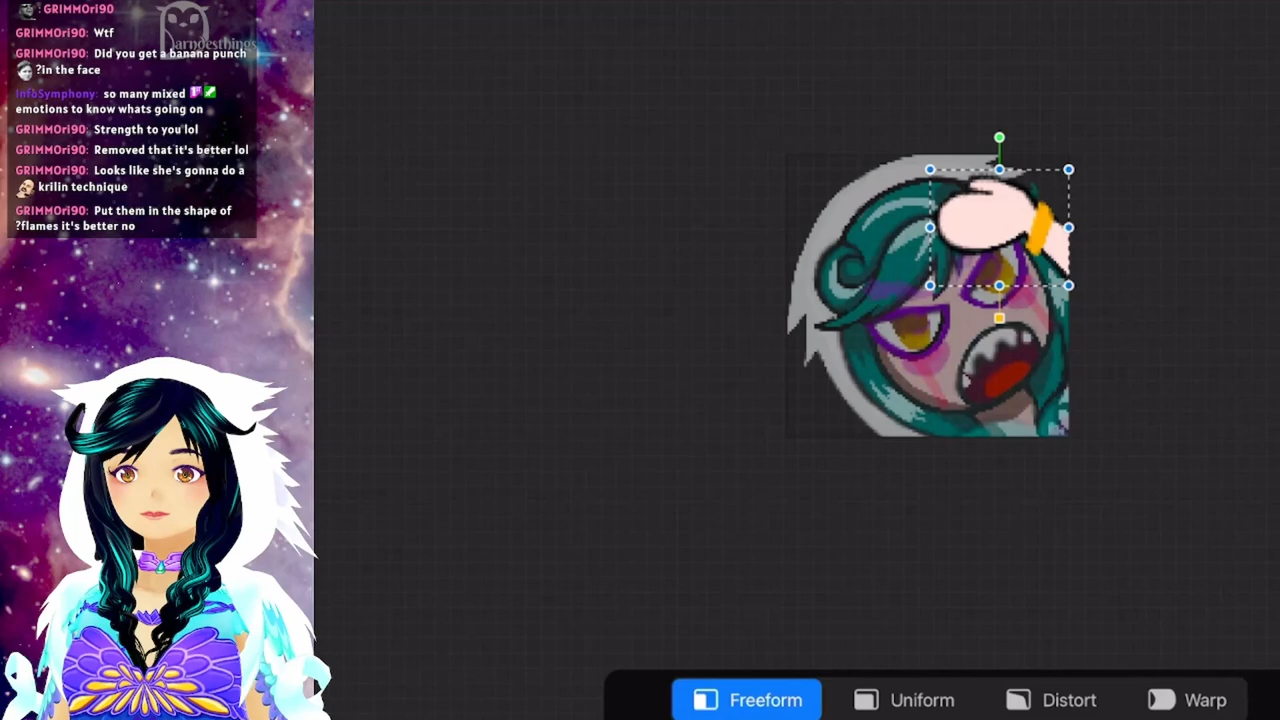 : GRIMMOri90
GRIMMOri90: Wtf
GRIMMOri90: Did you get a banana punch
?in the face
InfoSymphony: so many mixed
emotions to know whats going on
GRIMMOri90: Strength to you lol
GRIMMOri90: Removed that it's better lol
GRIMMOri90: Looks like she's gonna do a
krilin technique
GRIMMOri90: Put them in the shape of
?flames it's better no
arndesthings
Freeform
Uniform
Distort
Warp